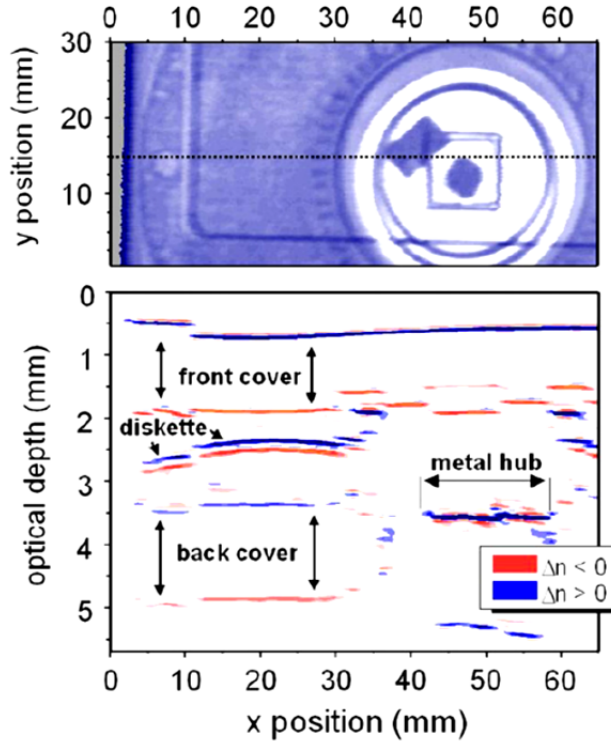 0 10 20 30 40 50 60
30
20
10
y position (mm)
0
1
2
3
4
5
optical depth (mm)
front cover
diskette
metal hub
back cover
Δn < 0
Δn > 0
0 10 20 30 40 50 60
x position (mm)